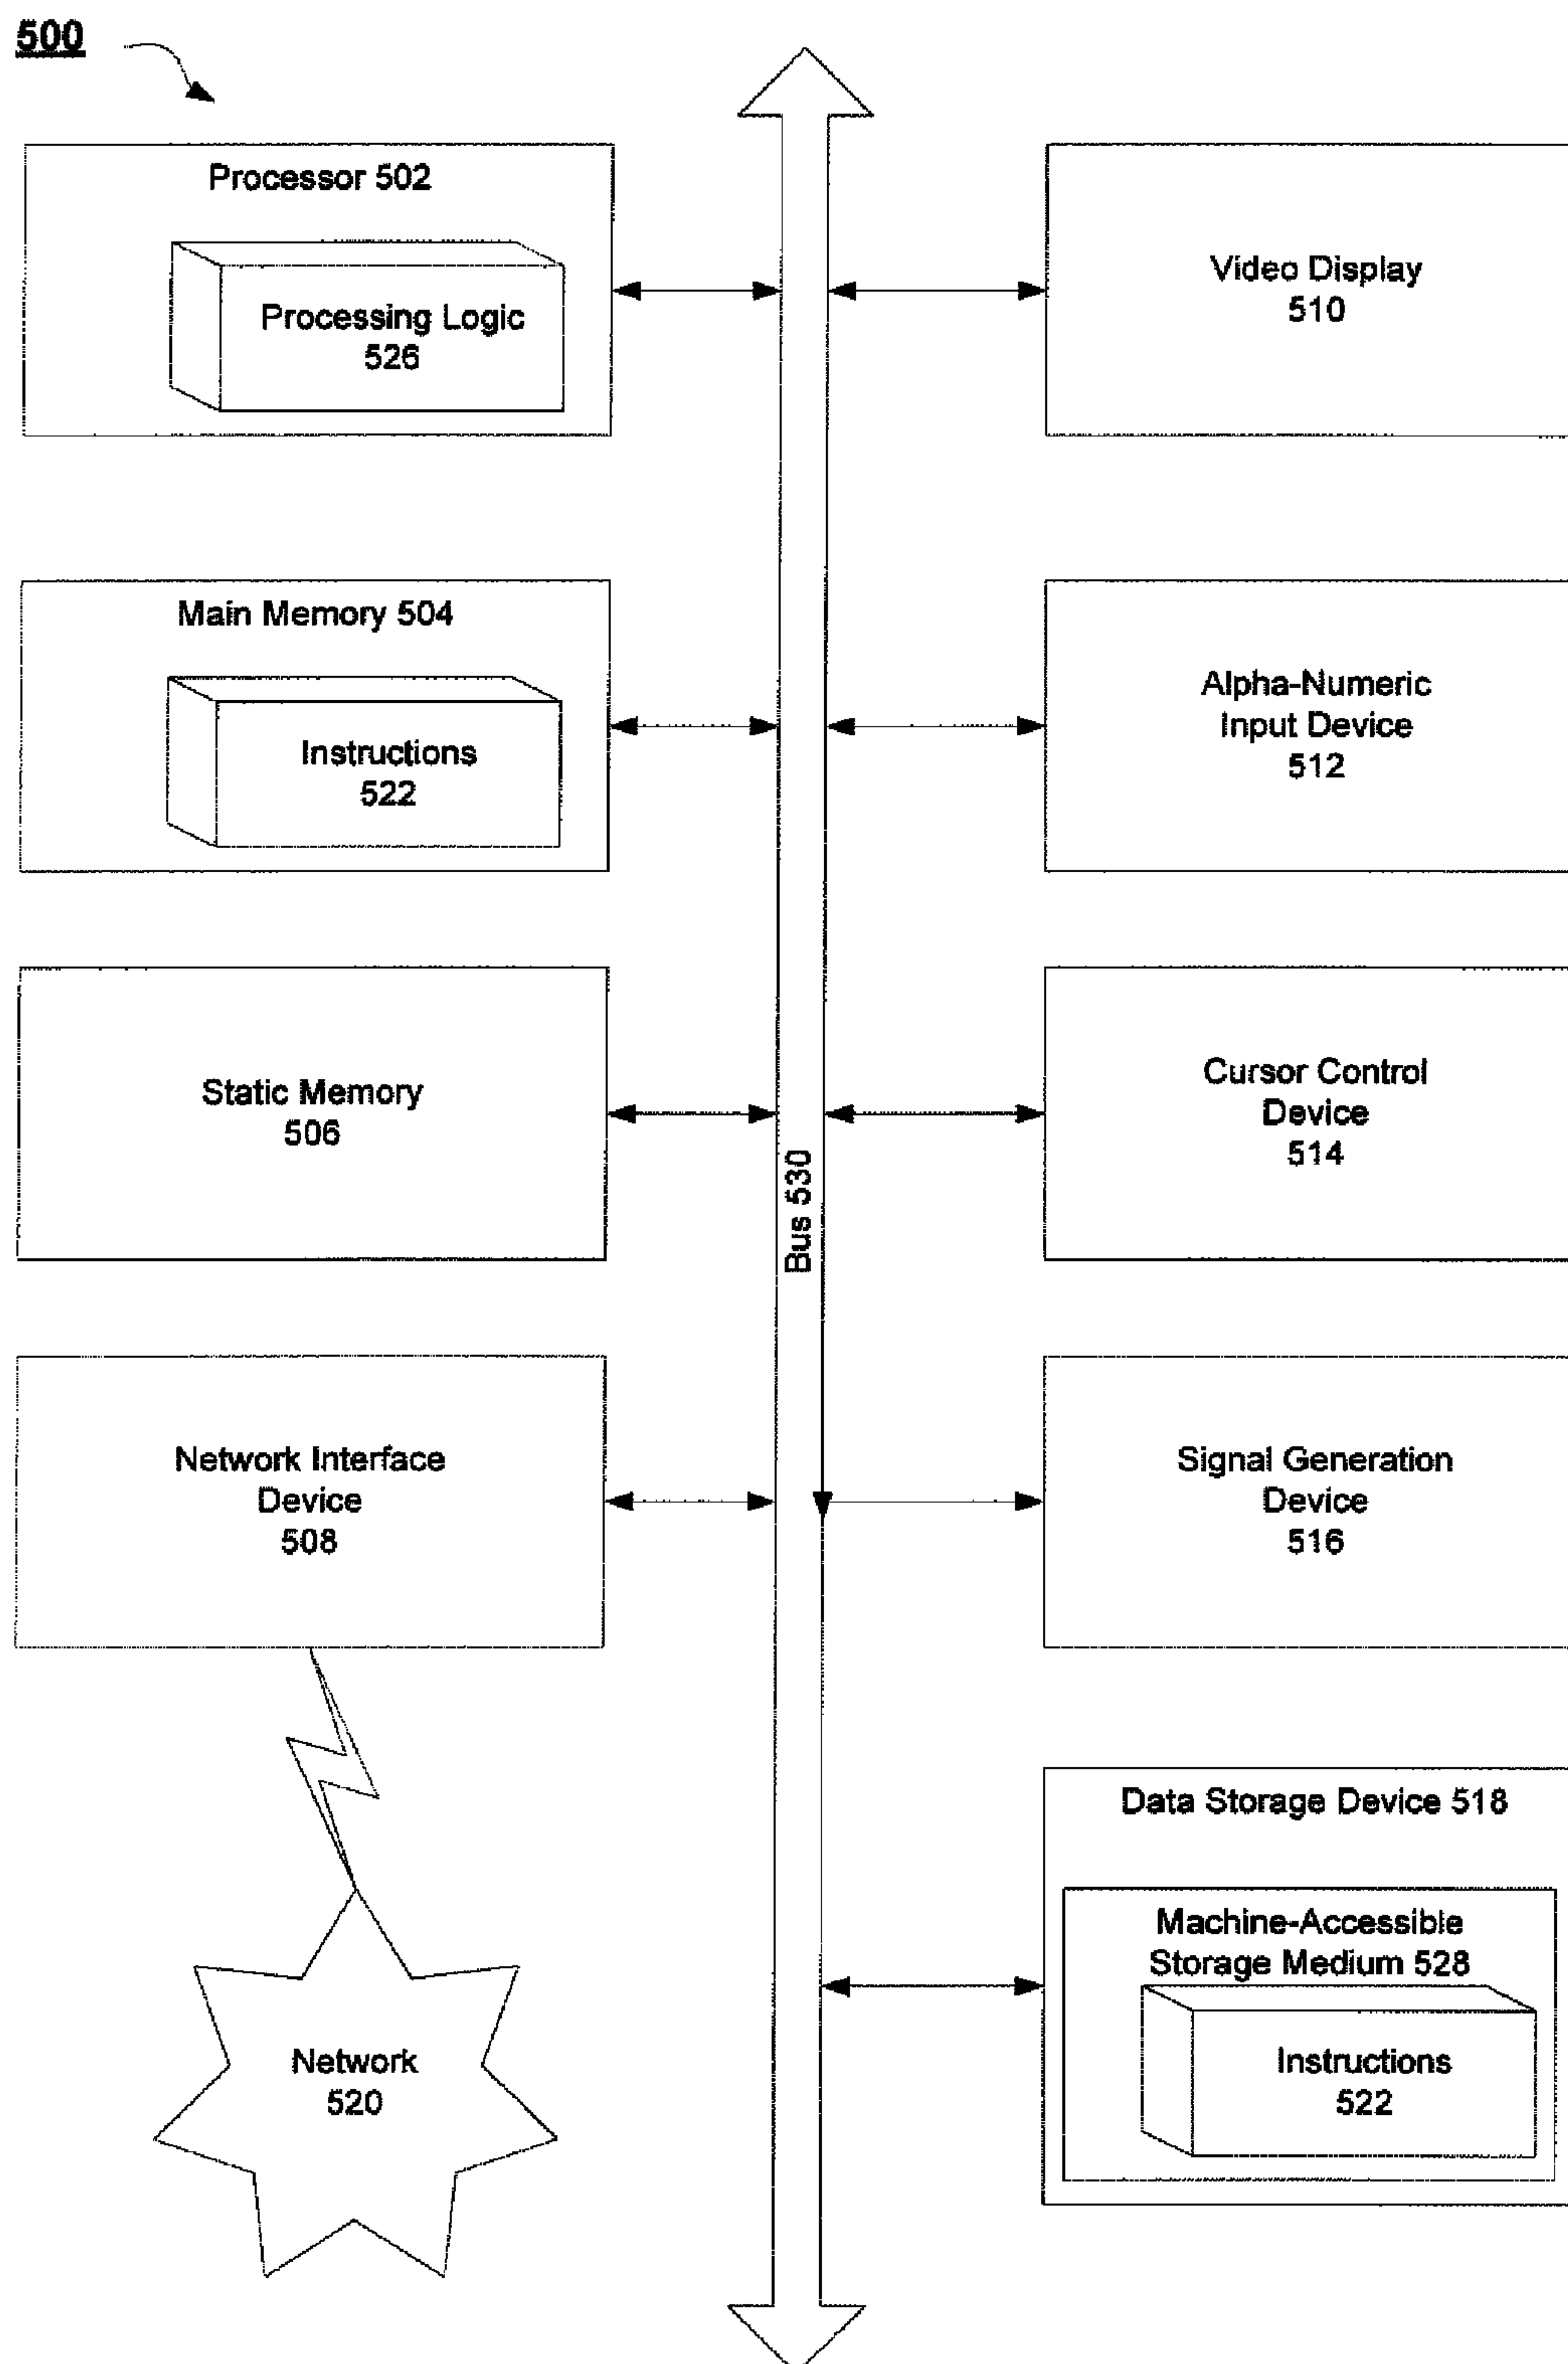 500
Processor 502
Processing Logic
526
Video Display
510
Main Memory 504
Instructions
522
Alpha-Numeric
Input Device
512
Static Memory
506
Cursor Control
Device
514
Bus 530
Network Interface
Device
508
Signal Generation
Device
516
Data Storage Device 518
Machine-Accessible
Storage Medium 528
Instructions
522
Network
520